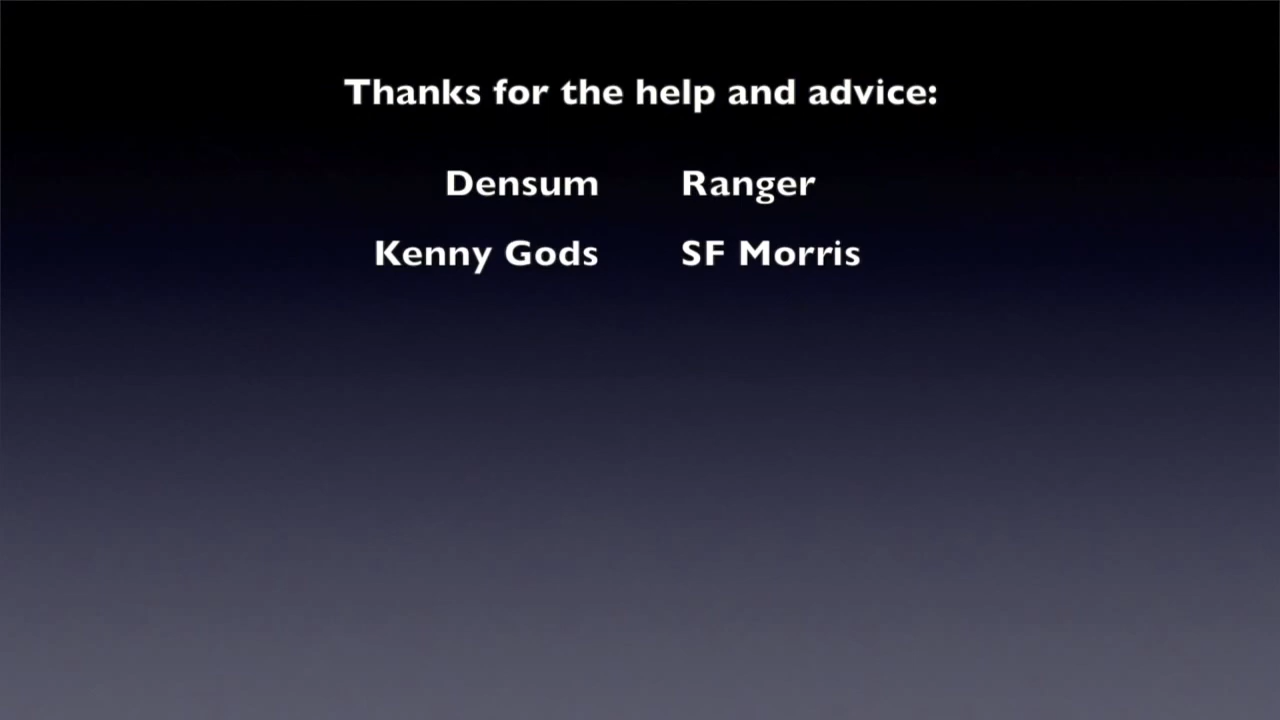 Thanks for the help and advice:
Densum Ranger
Kenny Gods SF Morris